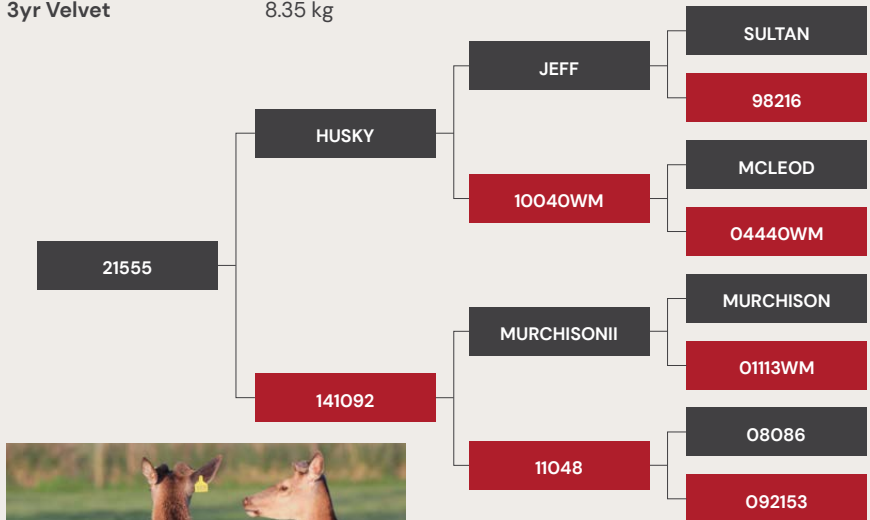 3yr Velvet 8.35 kg
SULTAN
JEFF
98216
HUSKY
MCLEOD
10040WM
04440WM
21555
MURCHISON
MURCHISONII
01113WM
141092
08086
11048
092153